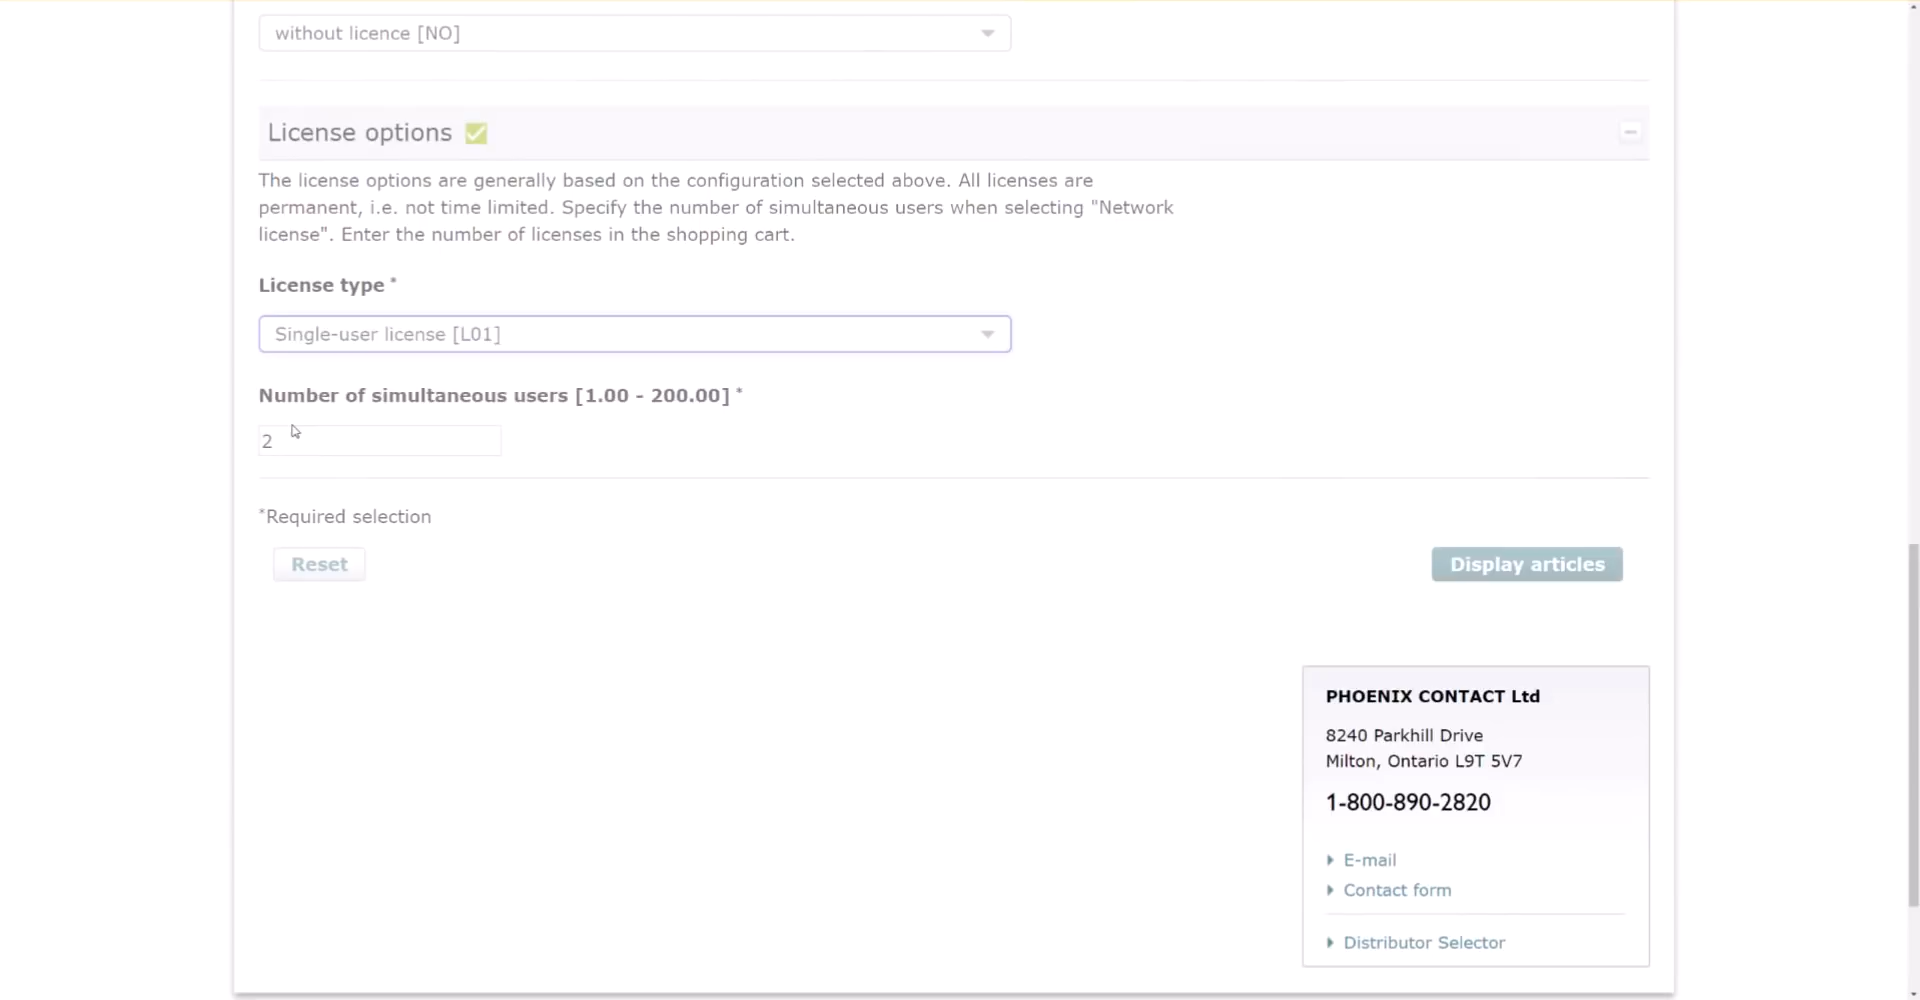 without licence [NO]
License options
The license options are generally based on the configuration selected above. All licenses are
permanent, i.e. not time limited. Specify the number of simultaneous users when selecting "Network
license". Enter the number of licenses in the shopping cart.
License type *
Single-user license [L01]
Number of simultaneous users [1.00 - 200.00] *
2
*Required selection
Reset
Display articles
PHOENIX CONTACT Ltd
8240 Parkhill Drive
Milton, Ontario L9T 5V7
1-800-890-2820
E-mail
Contact form
Distributor Selector